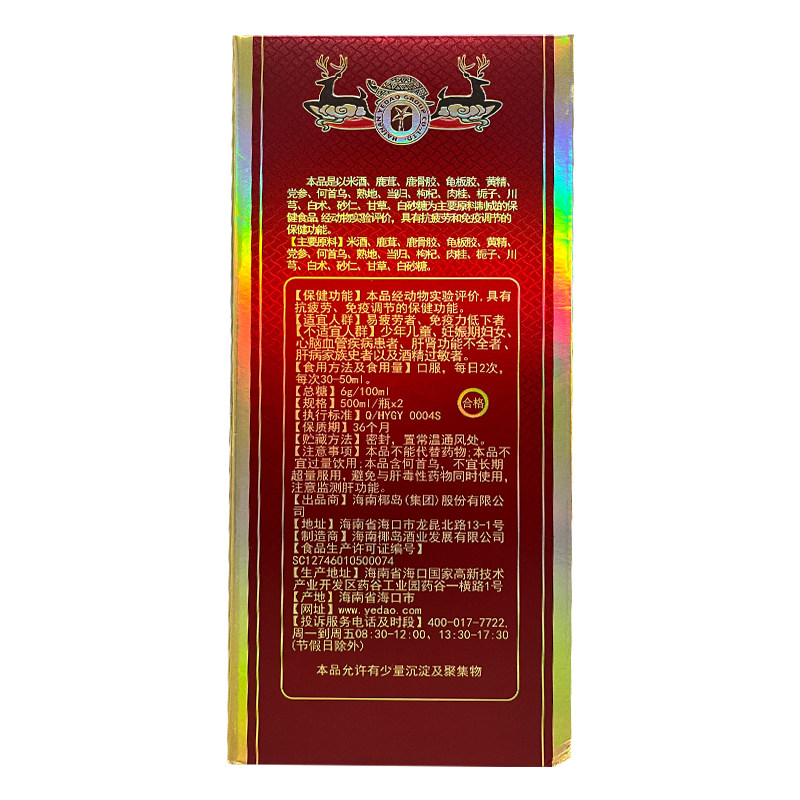 HAINAN YEDAO GROUP CO.,LTD.
本品是以米酒、鹿茸、鹿骨胶、龟板胶、黄精、
党参、何首乌、熟地、当归、枸杞、肉桂、栀子、川
芎、白术、砂仁、甘草、白砂糖为主要原料制成的保
健食品,经动物实验评价，具有抗疲劳和免疫调节的
保健功能。
【主要原料】米酒、鹿茸、鹿骨胶、龟板胶、黄精、
党参、何首乌、熟地、当归、枸杞、肉桂、栀子、川
芎、白术、砂仁、甘草、白砂糖。
【保健功能】本品经动物实验评价,具有
抗疲劳、免疫调节的保健功能。
【适宜人群】易疲劳者、免疫力低下者
【不适宜人群】少年儿童、妊娠期妇女、
心脑血管疾病患者、肝肾功能不全者、
肝病家族史者以及酒精过敏者。
【食用方法及食用量】口服，每日2次，
每次30-50ml。
【总糖】6g/100ml
【规格】500ml/瓶x2
合格
【执行标准】Q/HYGY 0004S
【保质期】36个月
【贮藏方法】密封，置常温通风处。
【注意事项】本品不能代替药物;本品不
宜过量饮用;本品含何首乌，不宜长期
超量服用，避免与肝毒性药物同时使用，
注意监测肝功能。
【出品商】海南椰岛(集团)股份有限公
司
【地址】海南省海口市龙昆北路13-1号
【制造商】海南椰岛酒业发展有限公司
【食品生产许可证编号】
SC12746010500074
【生产地址】海南省海口国家高新技术
产业开发区药谷工业园药谷一横路1号
【产地】海南省海口市
【网址】www.yedao.com
【投诉服务电话及时段】400-017-7722,
周一到周五08:30-12:00、13:30-17:30
(节假日除外)
本品允许有少量沉淀及聚集物